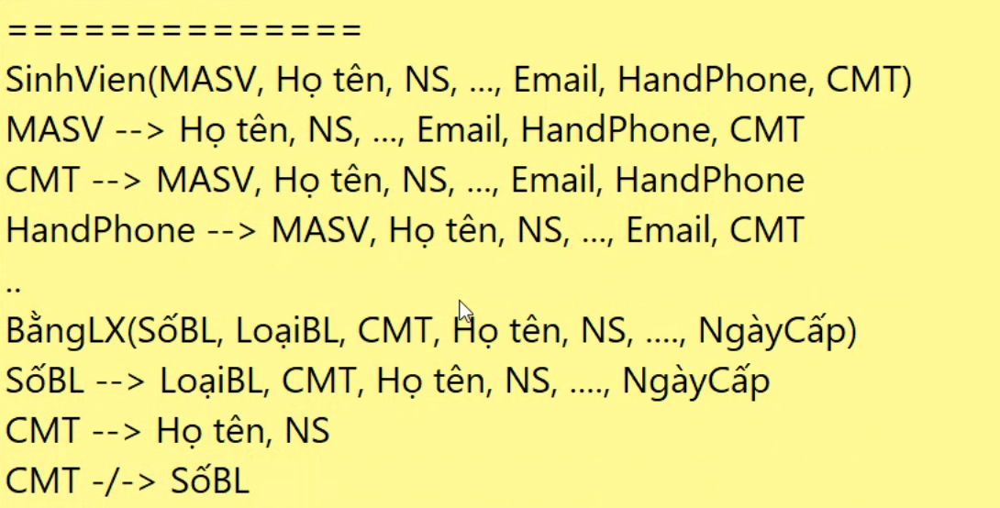 ==============
SinhVien(MASV, Họ tên, NS, ..., Email, HandPhone, CMT)
MASV --> Họ tên, NS, ..., Email, HandPhone, CMT
CMT --> MASV, Họ tên, NS, ..., Email, HandPhone
HandPhone --> MASV, Họ tên, NS, ..., Email, CMT
..
BằngLX(SốBL, LoạiBL, CMT, Họ tên, NS, ...., NgàyCấp)
SốBL --> LoạiBL, CMT, Họ tên, NS, ...., NgàyCấp
CMT --> Họ tên, NS
CMT -/-> SốBL